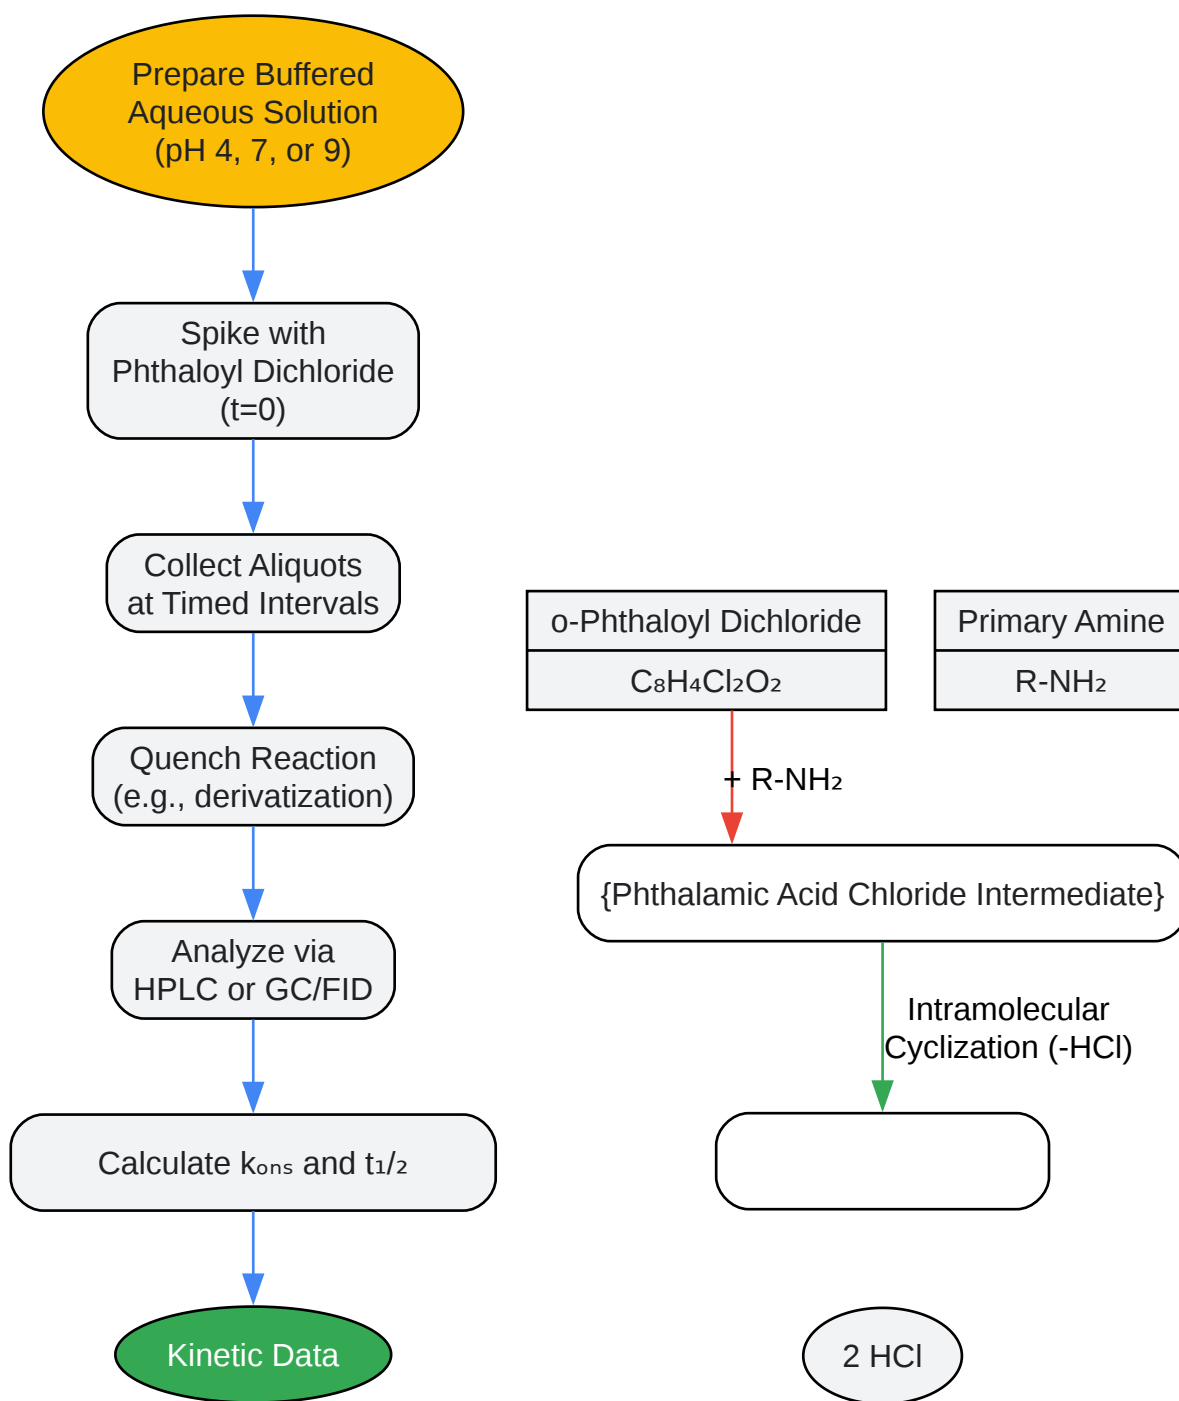 Prepare Buffered
Aqueous Solution
(pH 4, 7, or 9)
Spike with
Phthaloyl Dichloride
(t=0)
Collect Aliquots
at Timed Intervals
Quench Reaction
(e.g., derivatization)
Analyze via
HPLC or GC/FID
Calculate kₒₙₛ and t₁/₂
Kinetic Data
o-Phthaloyl Dichloride
C₈H₄Cl₂O₂
Primary Amine
R-NH₂
+ R-NH₂
{Phthalamic Acid Chloride Intermediate}
Intramolecular
Cyclization (-HCl)
2 HCl